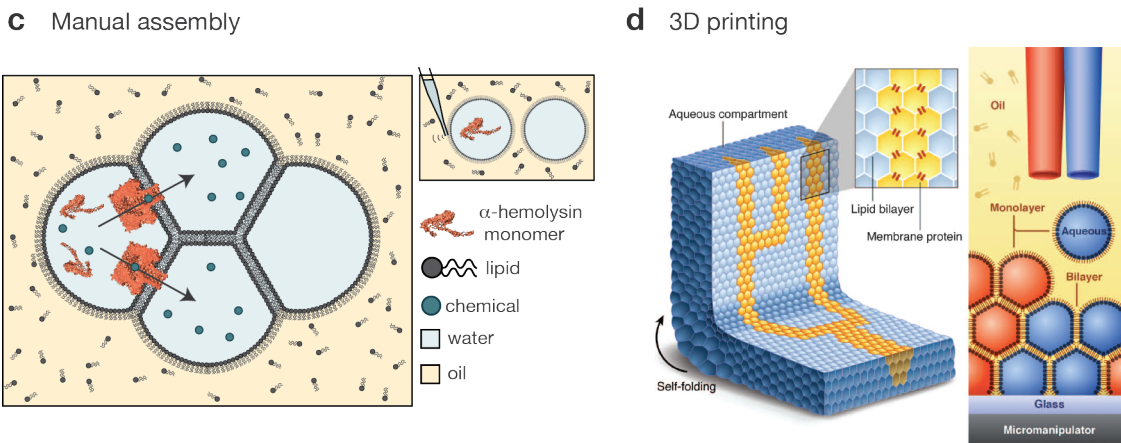 c Manual assembly
α-hemolysin
monomer
lipid
chemical
water
oil
d 3D printing
Aqueous compartment
Lipid bilayer
Membrane protein
Self-folding
Oil
Monolayer
Aqueous
Bilayer
Glass
Micromanipulator